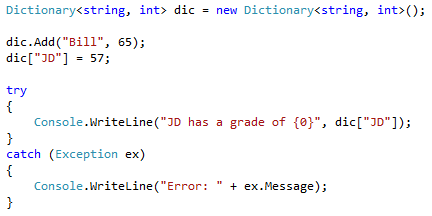 Dictionary<string, int> dic = new Dictionary<string, int>();
dic.Add("Bill", 65);
dic["JD"] = 57;
try
{
    Console.WriteLine("JD has a grade of {0}", dic["JD"]);
}
catch (Exception ex)
{
    Console.WriteLine("Error: " + ex.Message);
}